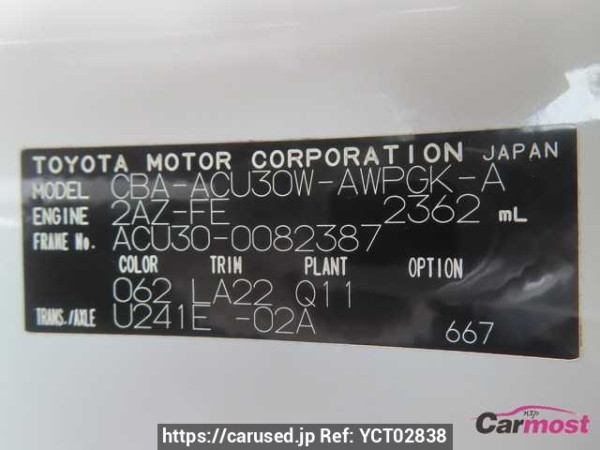 TOYOTA MOTOR CORPORATION JAPAN
MODEL CBA-ACU30W-AWPGK-A
ENGINE 2AZ-FE 2362 mL
FRAME No. ACU30-0082387
COLOR TRIM PLANT OPTION
062 LA22 Q11
TRANS./AXLE U241E -02A
667
Carmost
https://carused.jp Ref: YCT02838